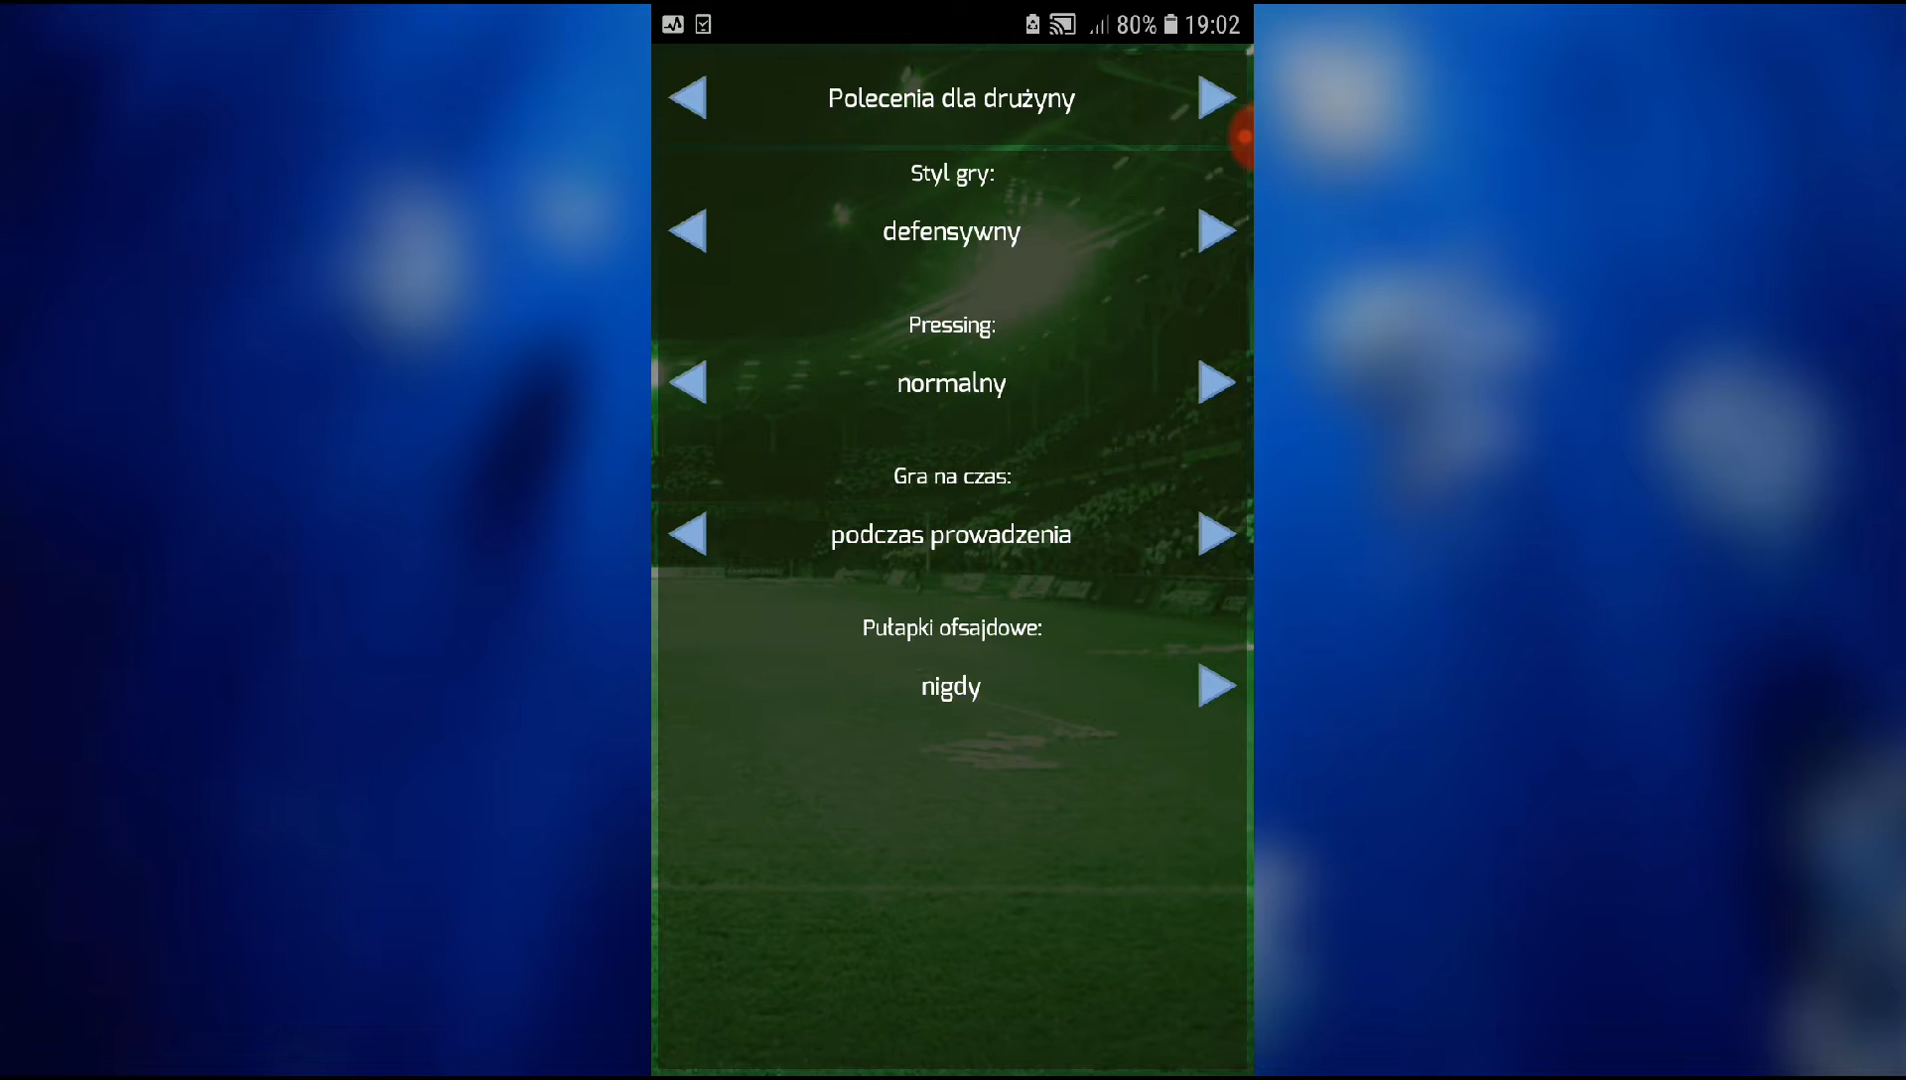 80% 19:02
Polecenia dla drużyny
Styl gry:
defensywny
Pressing:
normalny
Gra na czas:
podczas prowadzenia
Pułapki ofsajdowe:
nigdy